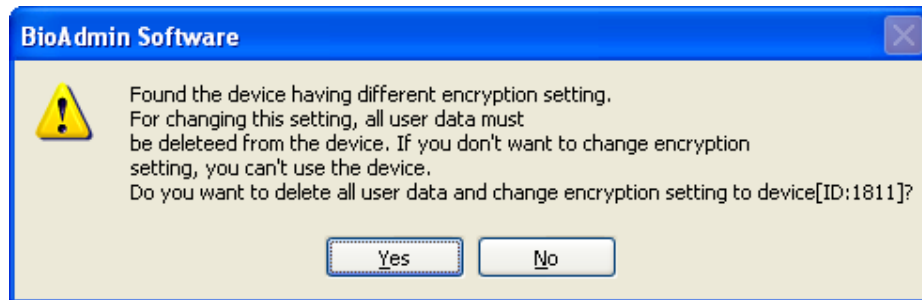 BioAdmin Software
Found the device having different encryption setting.
For changing this setting, all user data must
be deleteed from the device. If you don't want to change encryption
setting, you can't use the device.
Do you want to delete all user data and change encryption setting to device[ID:1811]?
Yes
No